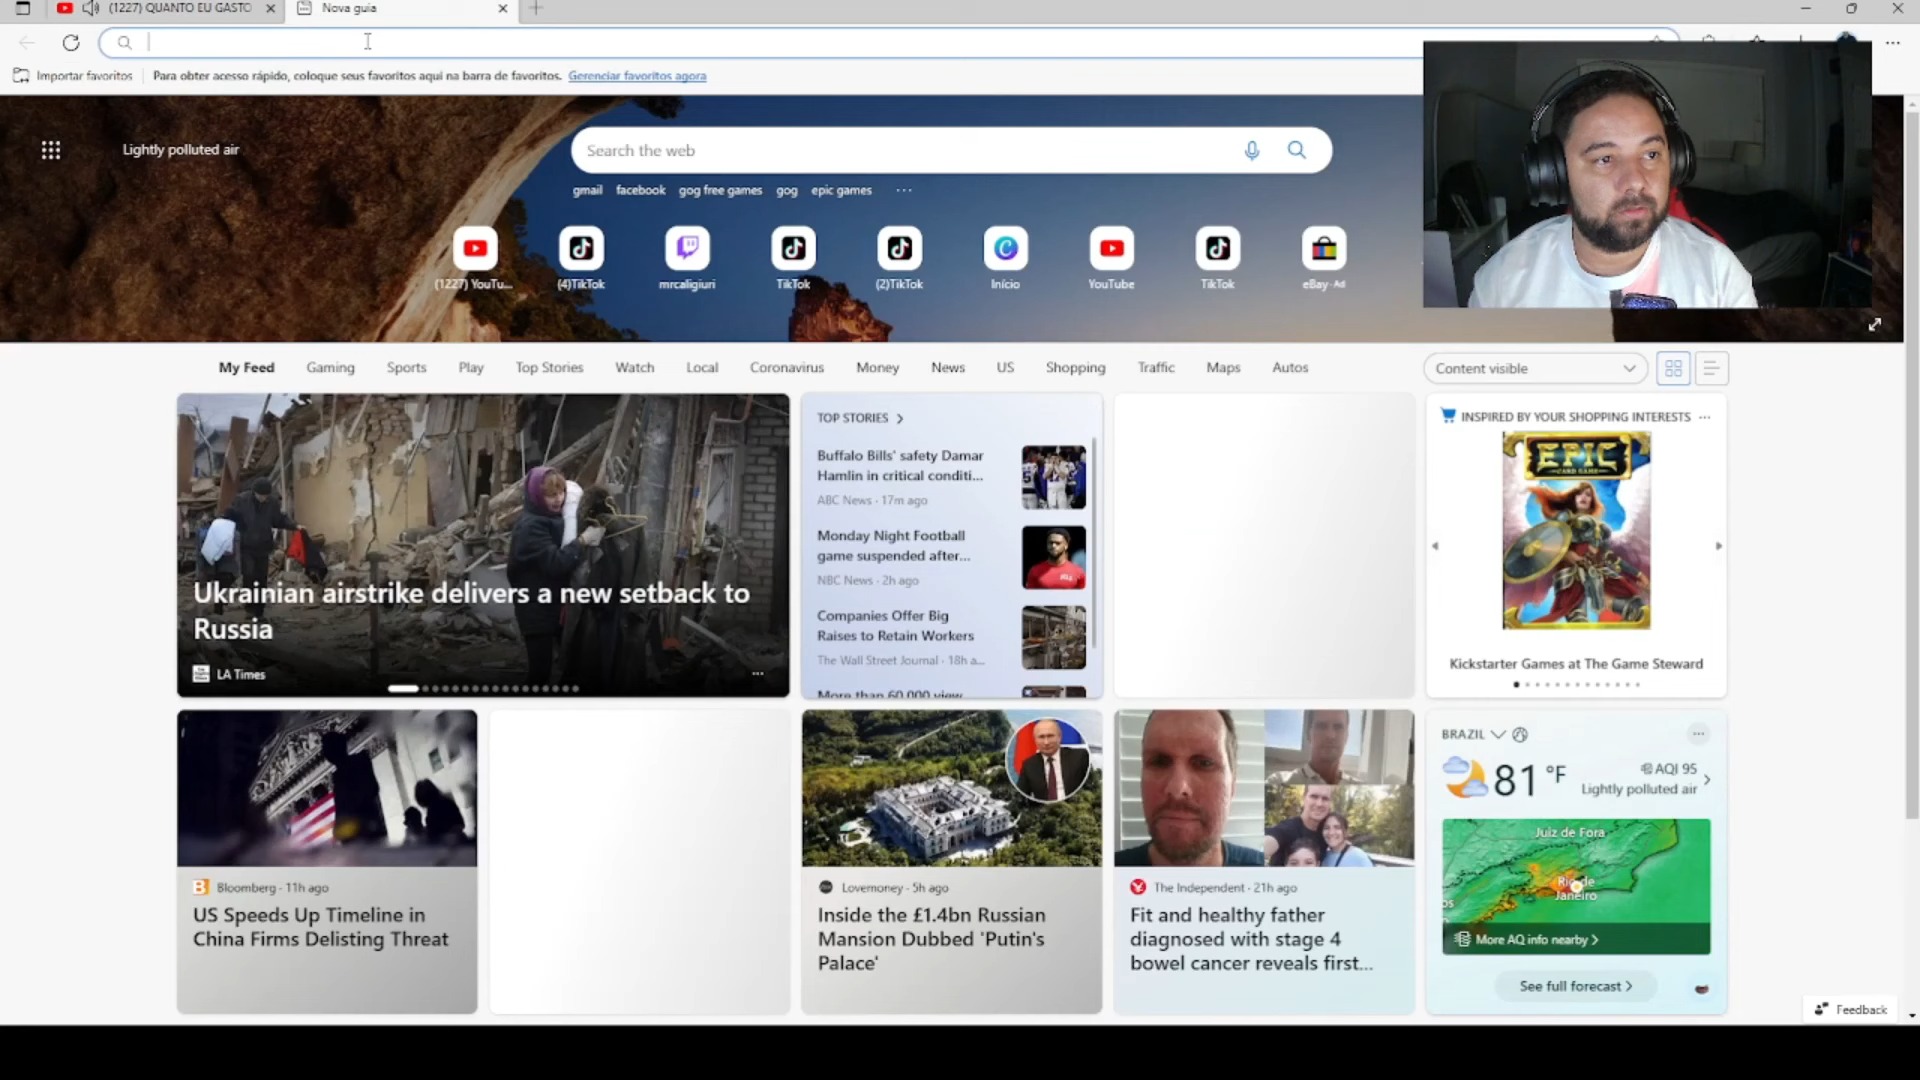 (1227) QUANTO EU GASTO
Nova guia
Importar favoritos
Para obter acesso rápido, coloque seus favoritos aqui na barra de favoritos. Gerenciar favoritos agora
Lightly polluted air
Search the web
gmail facebook gog free games gog epic games ...
(1227) YouTu... (4)TikTok mrcaligiuri TikTok (2)TikTok Início YouTube TikTok eBay · Ad
My Feed Gaming Sports Play Top Stories Watch Local Coronavirus Money News US Shopping Traffic Maps Autos
Content visible
Ukrainian airstrike delivers a new setback to
Russia
LA Times
TOP STORIES
Buffalo Bills' safety Damar
Hamlin in critical conditi...
ABC News · 17m ago
Monday Night Football
game suspended after...
NBC News · 2h ago
Companies Offer Big
Raises to Retain Workers
The Wall Street Journal · 18h a...
More than 60,000 view
INSPIRED BY YOUR SHOPPING INTERESTS
EPIC
CARD GAME
Kickstarter Games at The Game Steward
Bloomberg · 11h ago
US Speeds Up Timeline in
China Firms Delisting Threat
Lovemoney · 5h ago
Inside the £1.4bn Russian
Mansion Dubbed 'Putin's
Palace'
The Independent · 21h ago
Fit and healthy father
diagnosed with stage 4
bowel cancer reveals first...
BRAZIL
81 °F
AQI 95
Lightly polluted air
Juiz de Fora
Rio de
Janeiro
os
More AQ info nearby
See full forecast
Feedback